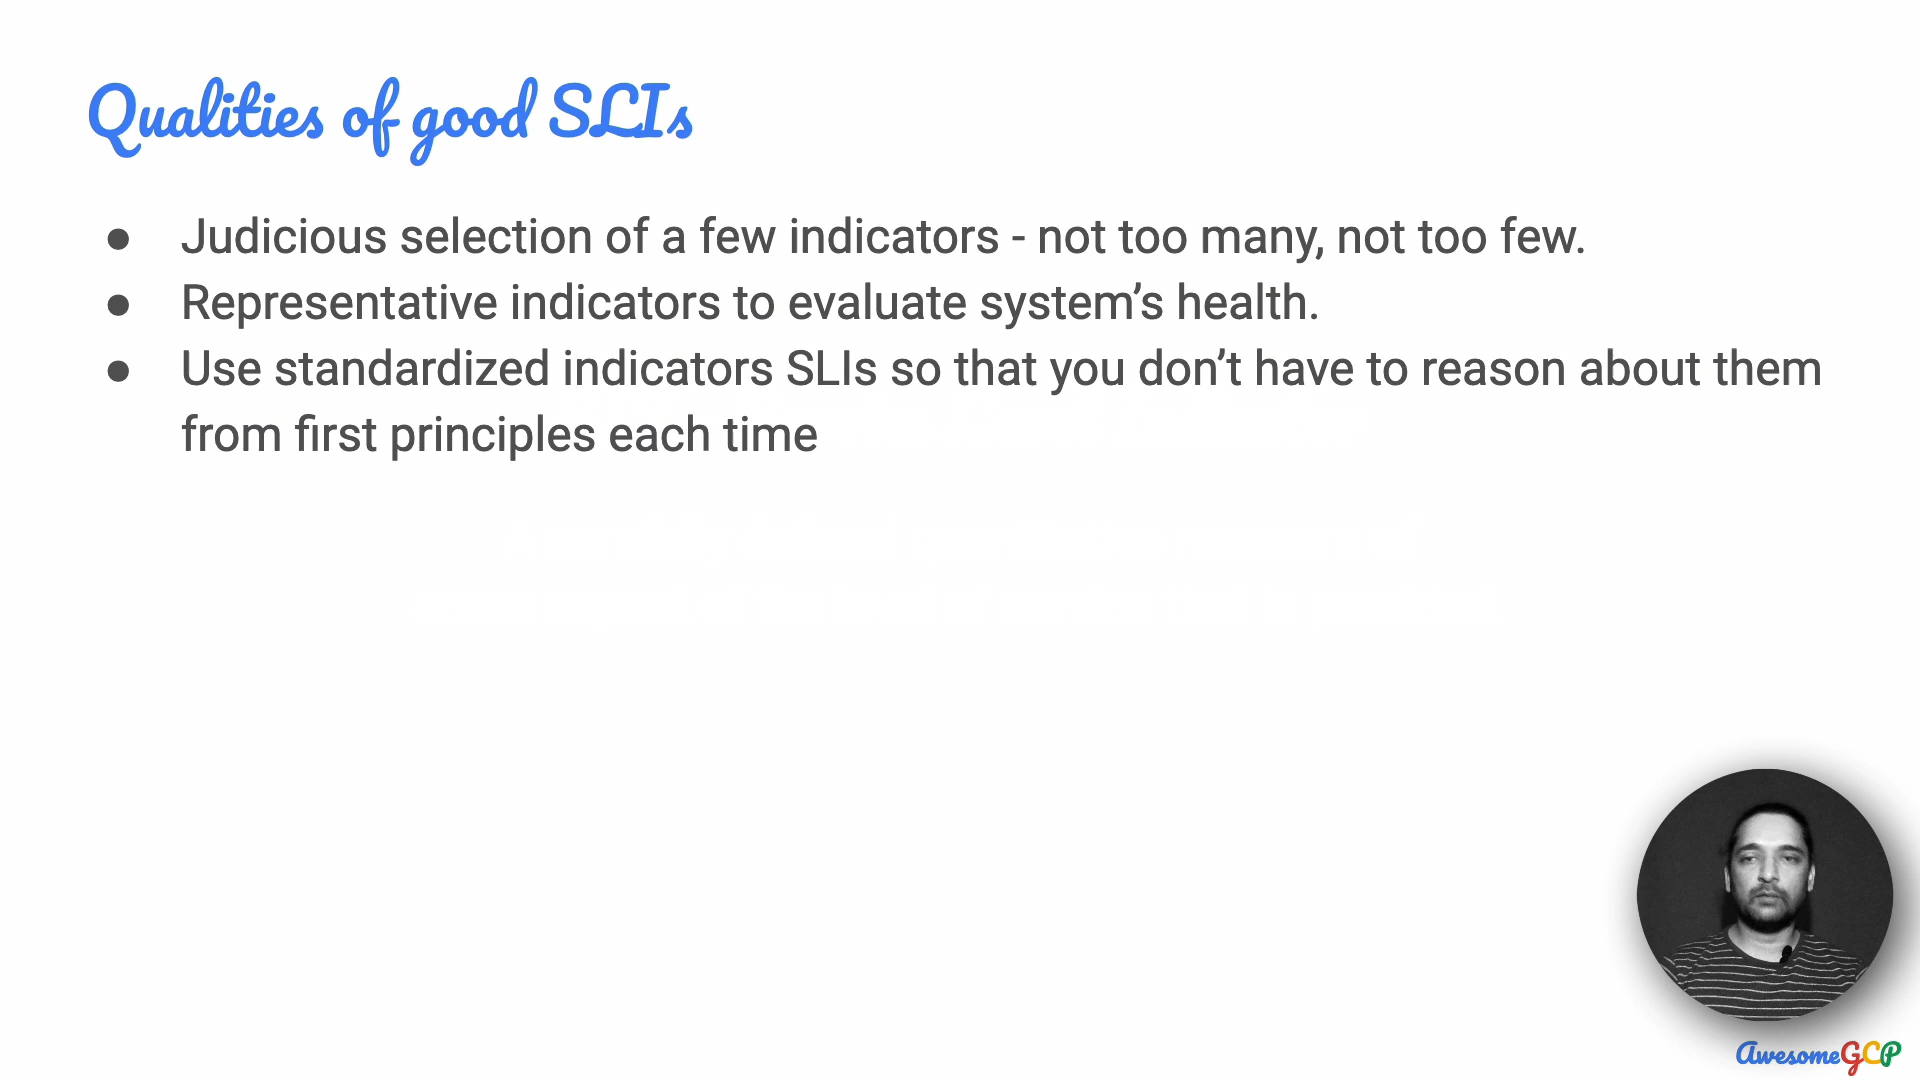 Qualities of good SLIs
● Judicious selection of a few indicators - not too many, not too few.
● Representative indicators to evaluate system’s health.
● Use standardized indicators SLIs so that you don’t have to reason about them
from first principles each time
AwesomeGCP